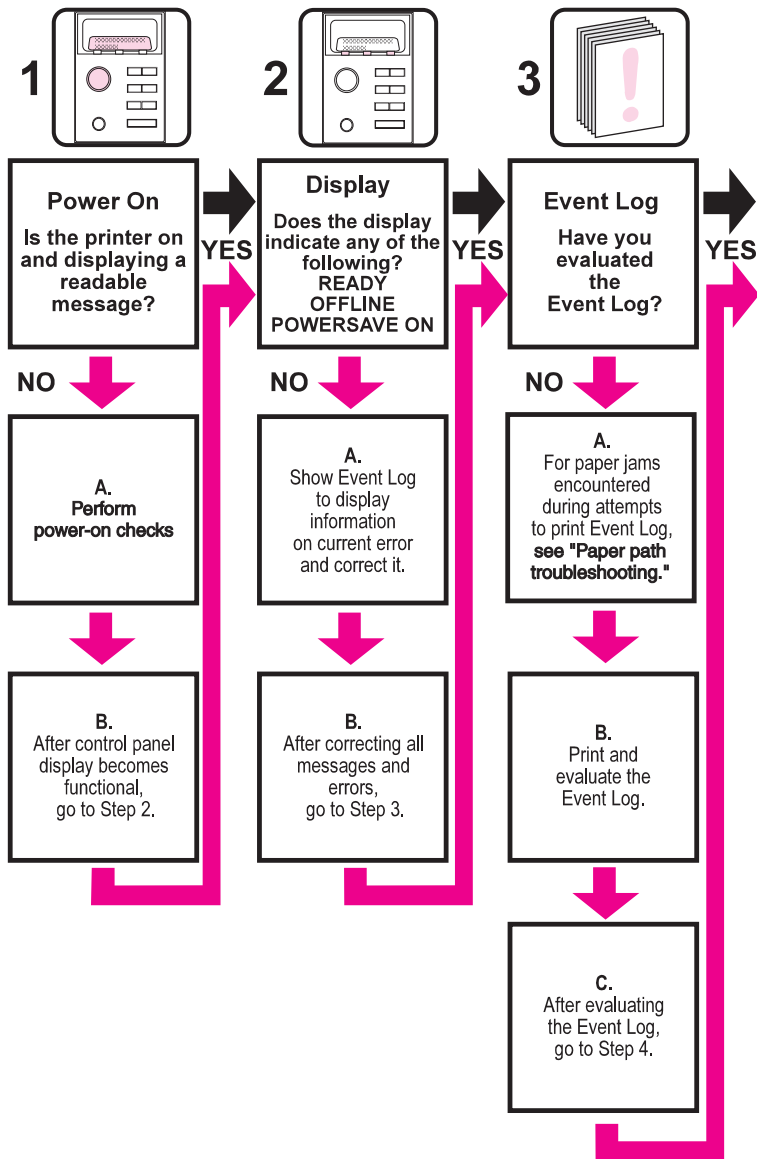 1
2
3
Power On
Is the printer on
and displaying a
readable
message?
YES
NO
A.
Perform
power-on checks
B.
After control panel
display becomes
functional,
go to Step 2.
Display
Does the display
indicate any of the
following?
READY
OFFLINE
POWERSAVE ON
YES
NO
A.
Show Event Log
to display
information
on current error
and correct it.
B.
After correcting all
messages and
errors,
go to Step 3.
Event Log
Have you
evaluated
the
Event Log?
YES
NO
A.
For paper jams
encountered
during attempts
to print Event Log,
see "Paper path
troubleshooting."
B.
Print and
evaluate the
Event Log.
C.
After evaluating
the Event Log,
go to Step 4.